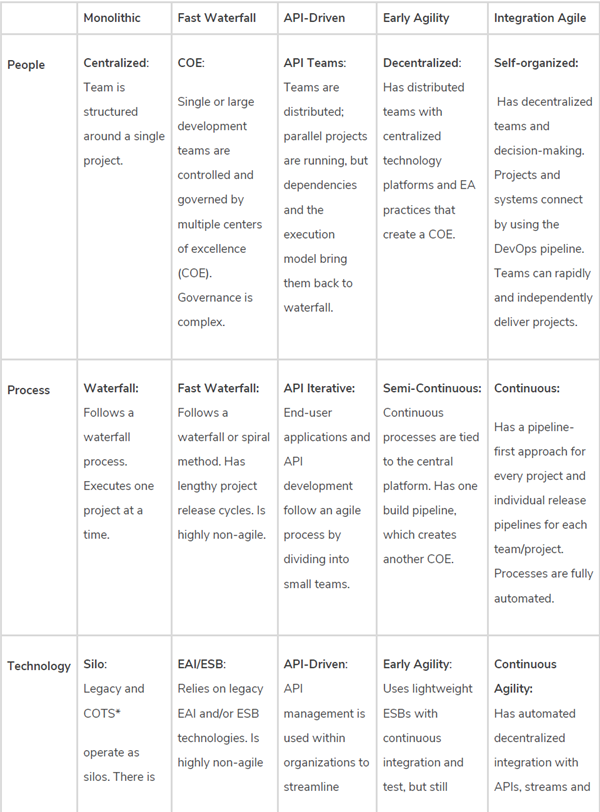 Monolithic Fast Waterfall API-Driven Early Agility Integration Agile
People
Centralized:
Team is
structured
around a single
project.
COE:
Single or large
development
teams are
controlled and
governed by
multiple centers
of excellence
(COE).
Governance is
complex.
API Teams:
Teams are
distributed;
parallel projects
are running, but
dependencies
and the
execution
model bring
them back to
waterfall.
Decentralized:
Has distributed
teams with
centralized
technology
platforms and EA
practices that
create a COE.
Self-organized:
Has decentralized
teams and
decision-making.
Projects and
systems connect
by using the
DevOps pipeline.
Teams can rapidly
and independently
deliver projects.
Process
Waterfall:
Follows a
waterfall
process.
Executes one
project at a
time.
Fast Waterfall:
Follows a
waterfall or spiral
method. Has
lengthy project
release cycles. Is
highly non-agile.
API Iterative:
End-user
applications and
API
development
follow an agile
process by
dividing into
small teams.
Semi-Continuous:
Continuous
processes are tied
to the central
platform. Has one
build pipeline,
which creates
another COE.
Continuous:
Has a pipeline-
first approach for
every project and
individual release
pipelines for each
team/project.
Processes are fully
automated.
Technology
Silo:
Legacy and
COTS*
operate as
silos. There is
EAI/ESB:
Relies on legacy
EAI and/or ESB
technologies. Is
highly non-agile
API-Driven:
API
management is
used within
organizations to
streamline
Early Agility:
Uses lightweight
ESBs with
continuous
integration and
test, but still
Continuous
Agility:
Has automated
decentralized
integration with
APIs, streams and